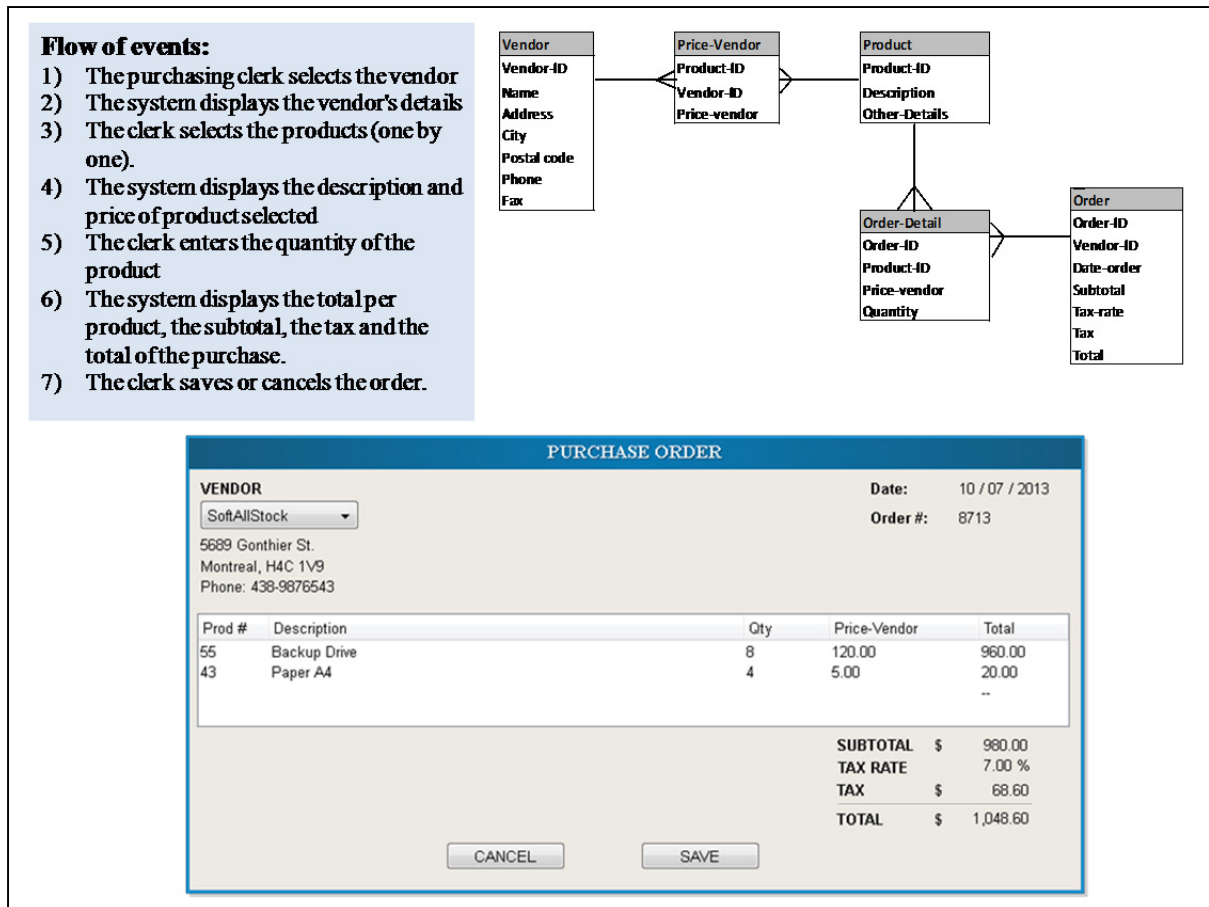 Flow of events:
1) The purchasing clerk selects the vendor
2) The system displays the vendor's details
3) The clerk selects the products (one by
one).
4) The system displays the description and
price of product selected
5) The clerk enters the quantity of the
product
6) The system displays the total per
product, the subtotal, the tax and the
total of the purchase.
7) The clerk saves or cancels the order.
Vendor
Vendor-ID
Name
Address
City
Postal code
Phone
Fax
Price-Vendor
Product-ID
Vendor-ID
Price-vendor
Product
Product-ID
Description
Other-Details
Order-Detail
Order-ID
Product-ID
Price-vendor
Quantity
Order
Order-ID
Vendor-ID
Date-order
Subtotal
Tax-rate
Tax
Total
PURCHASE ORDER
VENDOR
SoftAllStock
5689 Gonthier St.
Montreal, H4C 1V9
Phone: 438-9876543
Date: 10 / 07 / 2013
Order #: 8713
Prod # Description Qty Price-Vendor Total
55 Backup Drive 8 120.00 960.00
43 Paper A4 4 5.00 20.00
--
SUBTOTAL $ 980.00
TAX RATE 7.00 %
TAX $ 68.60
TOTAL $ 1,048.60
CANCEL SAVE